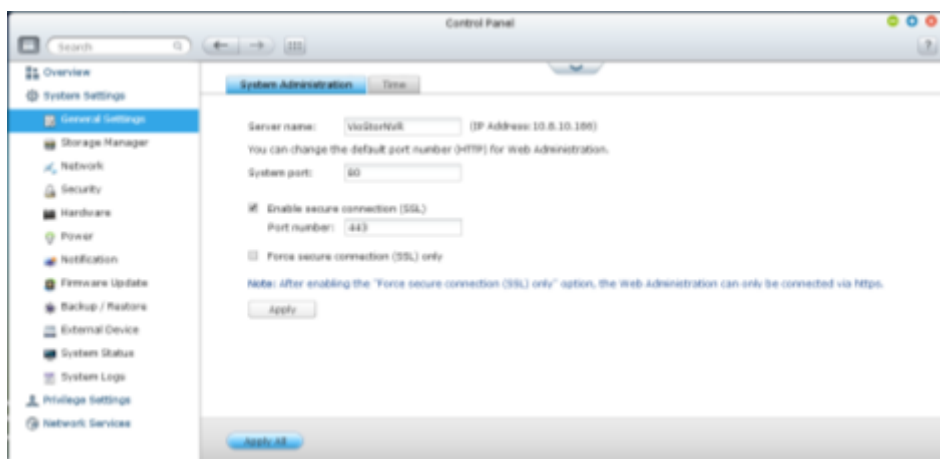 Control Panel
Search
?
Overview
System Settings
General Settings
Storage Manager
Network
Security
Hardware
Power
Notification
Firmware Update
Backup / Restore
External Device
System Status
System Logs
Privilege Settings
Network Services
System Administration
Time
Server name: VioStorNVR (IP Address: 10.8.10.166)
You can change the default port number (HTTP) for Web Administration.
System port: 80
Enable secure connection (SSL)
Port number: 443
Force secure connection (SSL) only
Note: After enabling the "Force secure connection (SSL) only" option, the Web Administration can only be connected via https.
Apply
Apply All